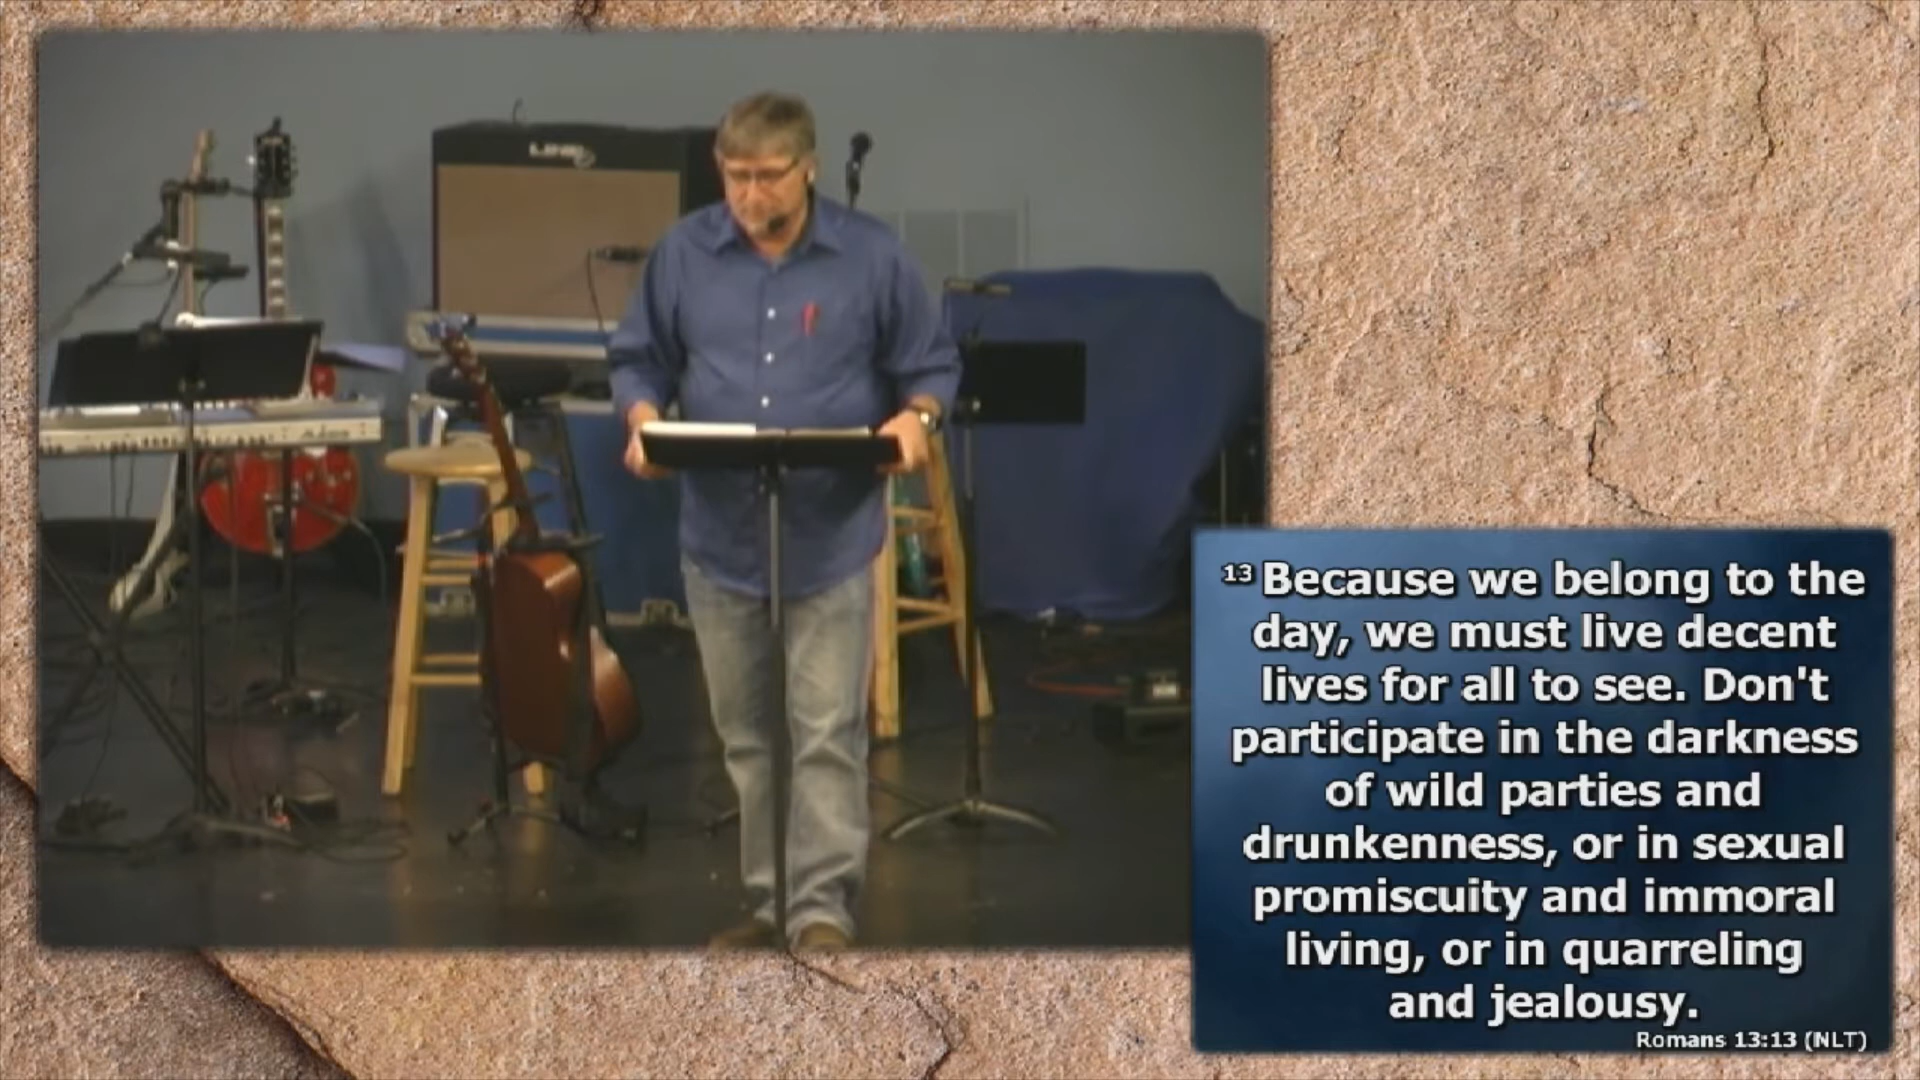 LINE 6
13 Because we belong to the
day, we must live decent
lives for all to see. Don't
participate in the darkness
of wild parties and
drunkenness, or in sexual
promiscuity and immoral
living, or in quarreling
and jealousy.
Romans 13:13 (NLT)